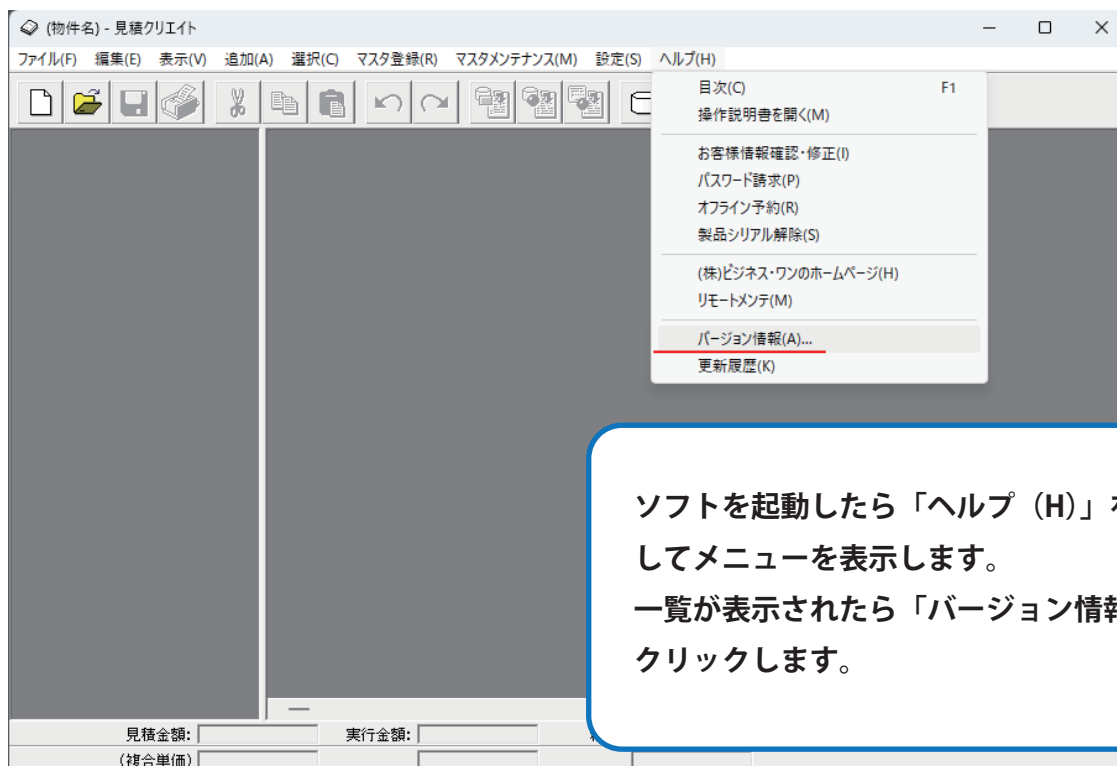 (物件名) - 見積クリエイト
ファイル(F) 編集(E) 表示(V) 追加(A) 選択(C) マスタ登録(R) マスタメンテナンス(M) 設定(S) ヘルプ(H)
目次(C) F1
操作説明書を開く(M)
お客様情報確認・修正(I)
パスワード請求(P)
オフライン予約(R)
製品シリアル解除(S)
(株)ビジネス・ワンのホームページ(H)
リモートメンテ(M)
バージョン情報(A)...
更新履歴(K)
ソフトを起動したら「ヘルプ（H）」
してメニューを表示します。
一覧が表示されたら「バージョン情報
クリックします。
見積金額: 実行金額:
(複合単価)